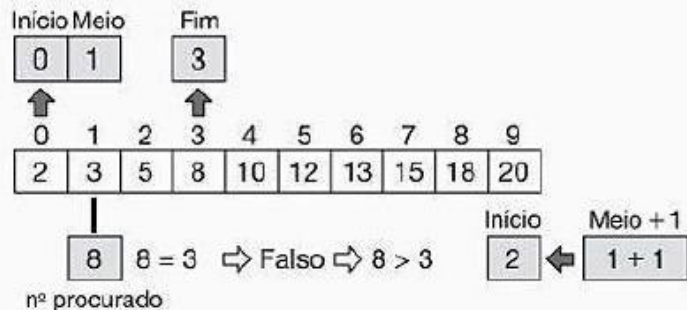 Início Meio Fim
0 1 3
0 1 2 3 4 5 6 7 8 9
2 3 5 8 10 12 13 15 18 20
Início Meio + 1
8 8 = 3 ⇨ Falso ⇨ 8 > 3 2 1 + 1
nº procurado